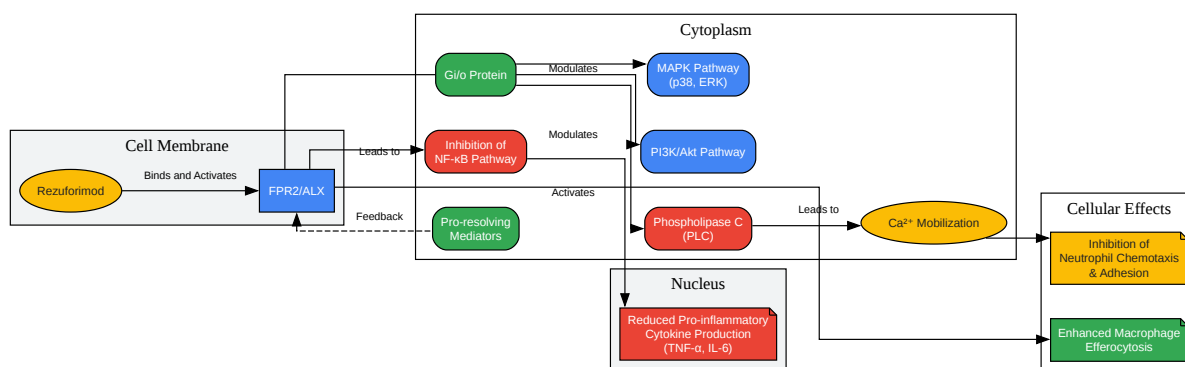 Cytoplasm
Gi/o Protein
Modulates
MAPK Pathway
(p38, ERK)
Cell Membrane
Rezuforimod
Binds and Activates
FPR2/ALX
Leads to
Inhibition of
NF-κB Pathway
Modulates
PI3K/Akt Pathway
Activates
Feedback
Pro-resolving
Mediators
Phospholipase C
(PLC)
Leads to
Ca²⁺ Mobilization
Cellular Effects
Inhibition of
Neutrophil Chemotaxis
& Adhesion
Nucleus
Reduced Pro-inflammatory
Cytokine Production
(TNF-α, IL-6)
Enhanced Macrophage
Efferocytosis